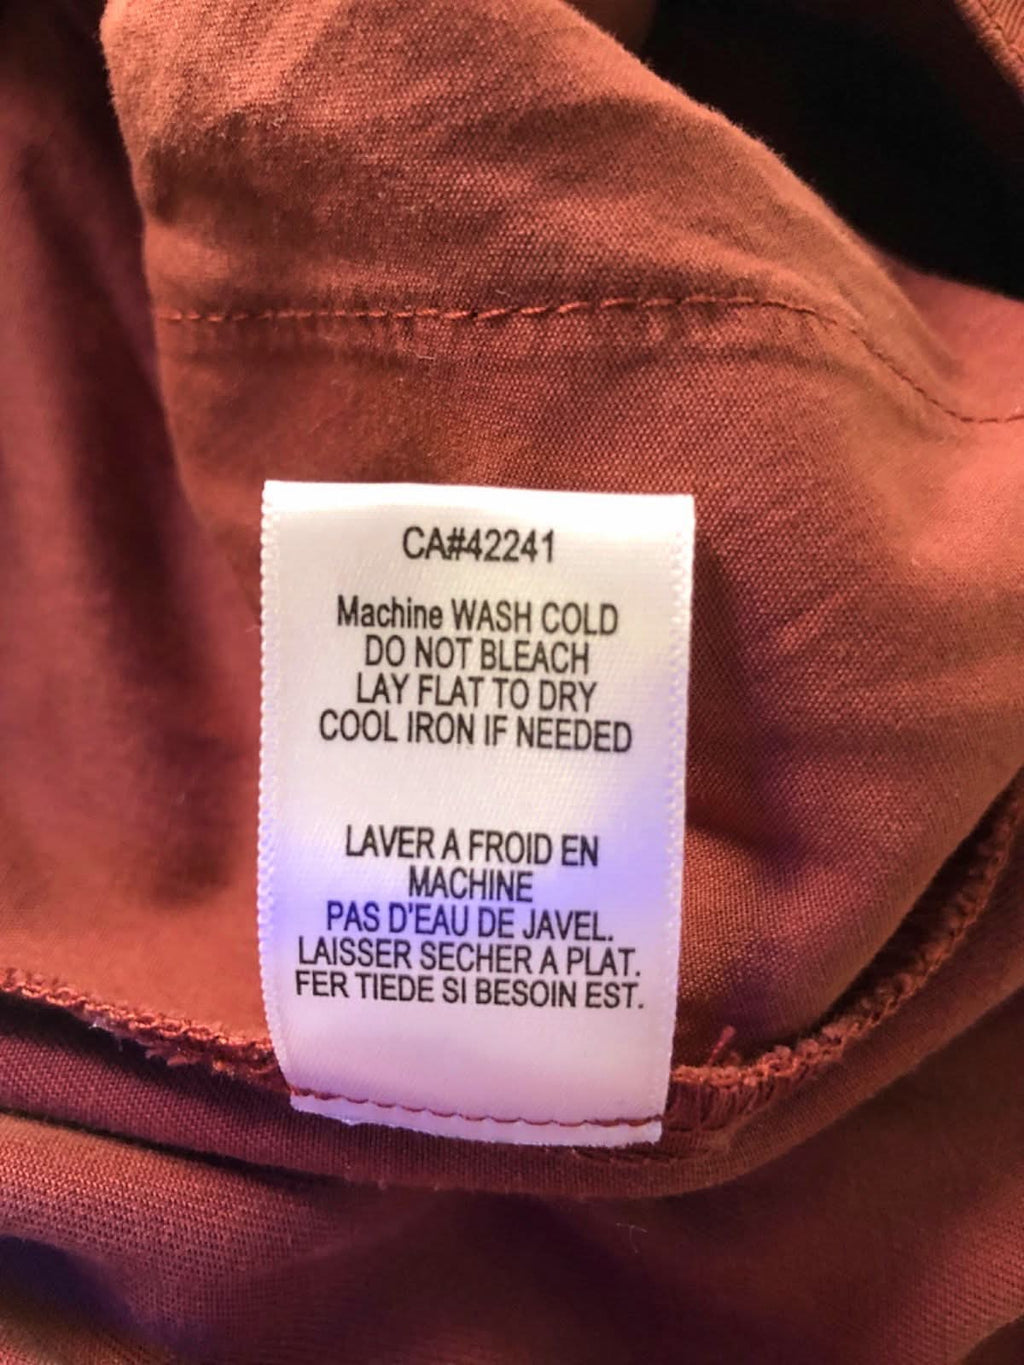 CA#42241
Machine WASH COLD
DO NOT BLEACH
LAY FLAT TO DRY
COOL IRON IF NEEDED
LAVER A FROID EN
MACHINE
PAS D'EAU DE JAVEL.
LAISSER SECHER A PLAT.
FER TIEDE SI BESOIN EST.